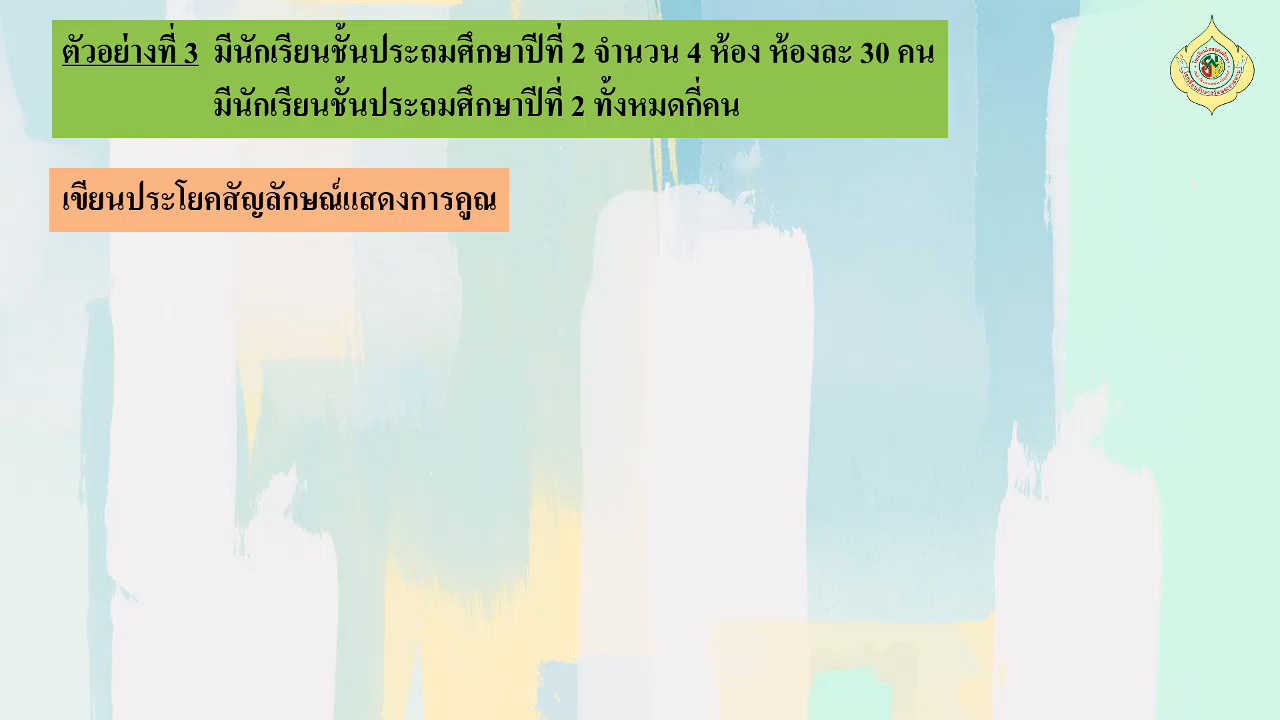 ตัวอย่างที่ 3 มีนักเรียนชั้นประถมศึกษาปีที่ 2 จำนวน 4 ห้อง ห้องละ 30 คน
มีนักเรียนชั้นประถมศึกษาปีที่ 2 ทั้งหมดกี่คน
เขียนประโยคสัญลักษณ์แสดงการคูณ